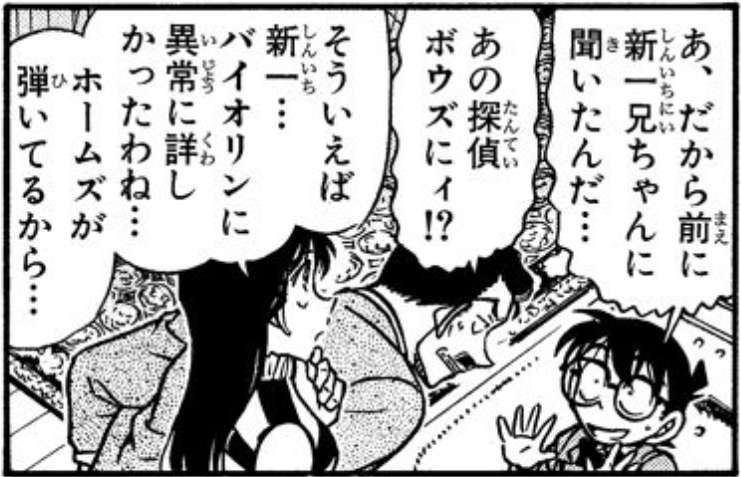 あ、だから前に
新一兄ちゃんに
聞いたんだ…
あの探偵
ボウズにィ!?
そういえば
新一…
バイオリンに
異常に詳し
かったわね…
ホームズが
弾いてるから…